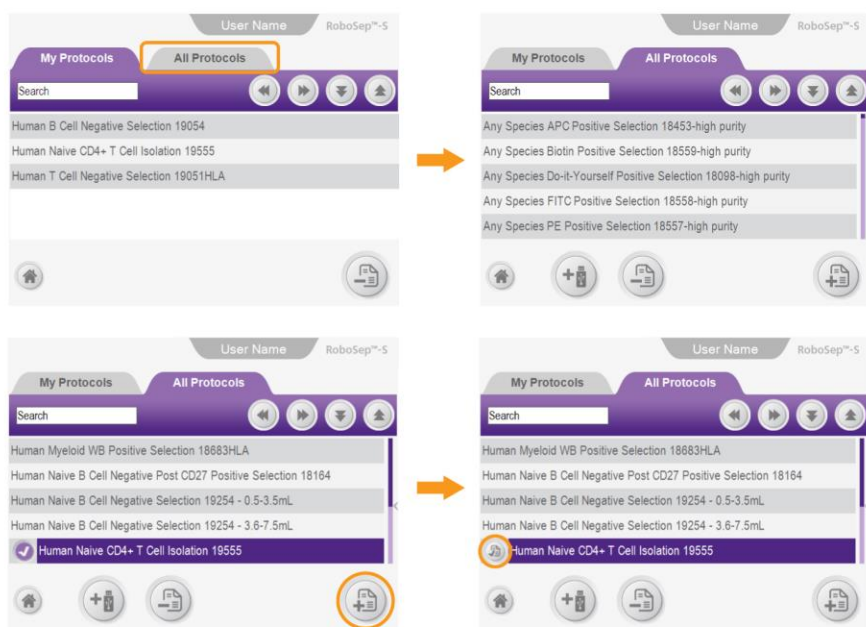 User Name
RoboSep™-S
My Protocols
All Protocols
Search
Human B Cell Negative Selection 19054
Human Naive CD4+ T Cell Isolation 19555
Human T Cell Negative Selection 19051HLA
User Name
RoboSep™-S
My Protocols
All Protocols
Search
Any Species APC Positive Selection 18453-high purity
Any Species Biotin Positive Selection 18559-high purity
Any Species Do-it-Yourself Positive Selection 18098-high purity
Any Species FITC Positive Selection 18558-high purity
Any Species PE Positive Selection 18557-high purity
User Name
RoboSep™-S
My Protocols
All Protocols
Search
Human Myeloid WB Positive Selection 18683HLA
Human Naive B Cell Negative Post CD27 Positive Selection 18164
Human Naive B Cell Negative Selection 19254 - 0.5-3.5mL
Human Naive B Cell Negative Selection 19254 - 3.6-7.5mL
Human Naive CD4+ T Cell Isolation 19555
User Name
RoboSep™-S
My Protocols
All Protocols
Search
Human Myeloid WB Positive Selection 18683HLA
Human Naive B Cell Negative Post CD27 Positive Selection 18164
Human Naive B Cell Negative Selection 19254 - 0.5-3.5mL
Human Naive B Cell Negative Selection 19254 - 3.6-7.5mL
Human Naive CD4+ T Cell Isolation 19555